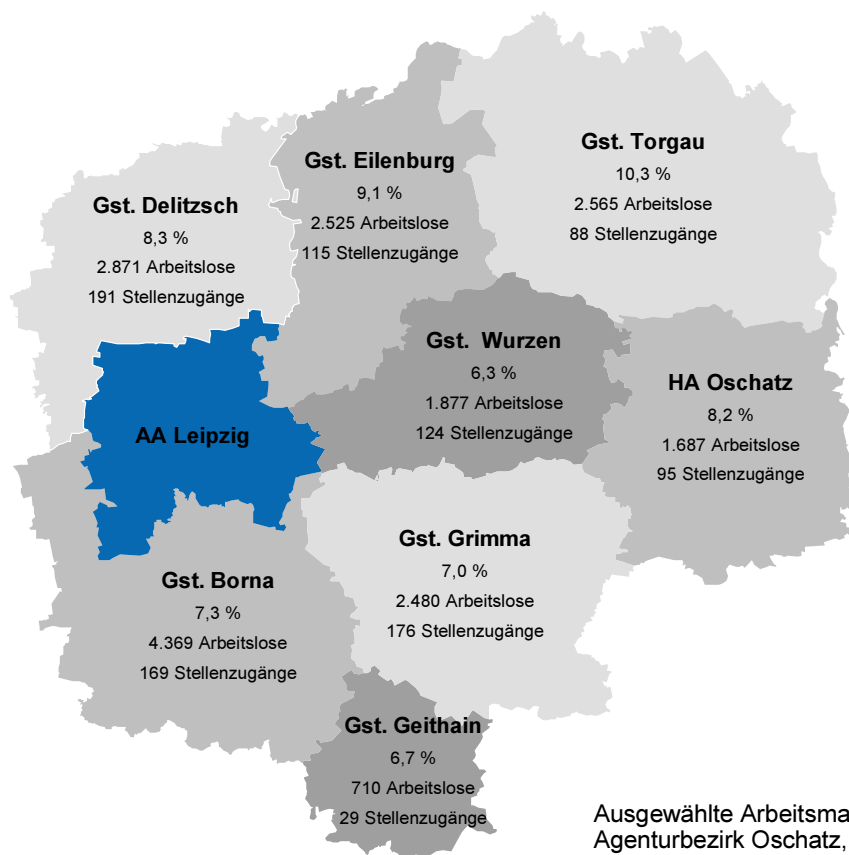 Gst. Torgau
10,3 %
2.565 Arbeitslose
88 Stellenzugänge
Gst. Eilenburg
9,1 %
2.525 Arbeitslose
115 Stellenzugänge
Gst. Delitzsch
8,3 %
2.871 Arbeitslose
191 Stellenzugänge
Gst. Wurzen
6,3 %
1.877 Arbeitslose
124 Stellenzugänge
HA Oschatz
8,2 %
1.687 Arbeitslose
95 Stellenzugänge
AA Leipzig
Gst. Grimma
7,0 %
2.480 Arbeitslose
176 Stellenzugänge
Gst. Borna
7,3 %
4.369 Arbeitslose
169 Stellenzugänge
Gst. Geithain
6,7 %
710 Arbeitslose
29 Stellenzugänge
Ausgewählte
Agenturbezirk Oschatz,